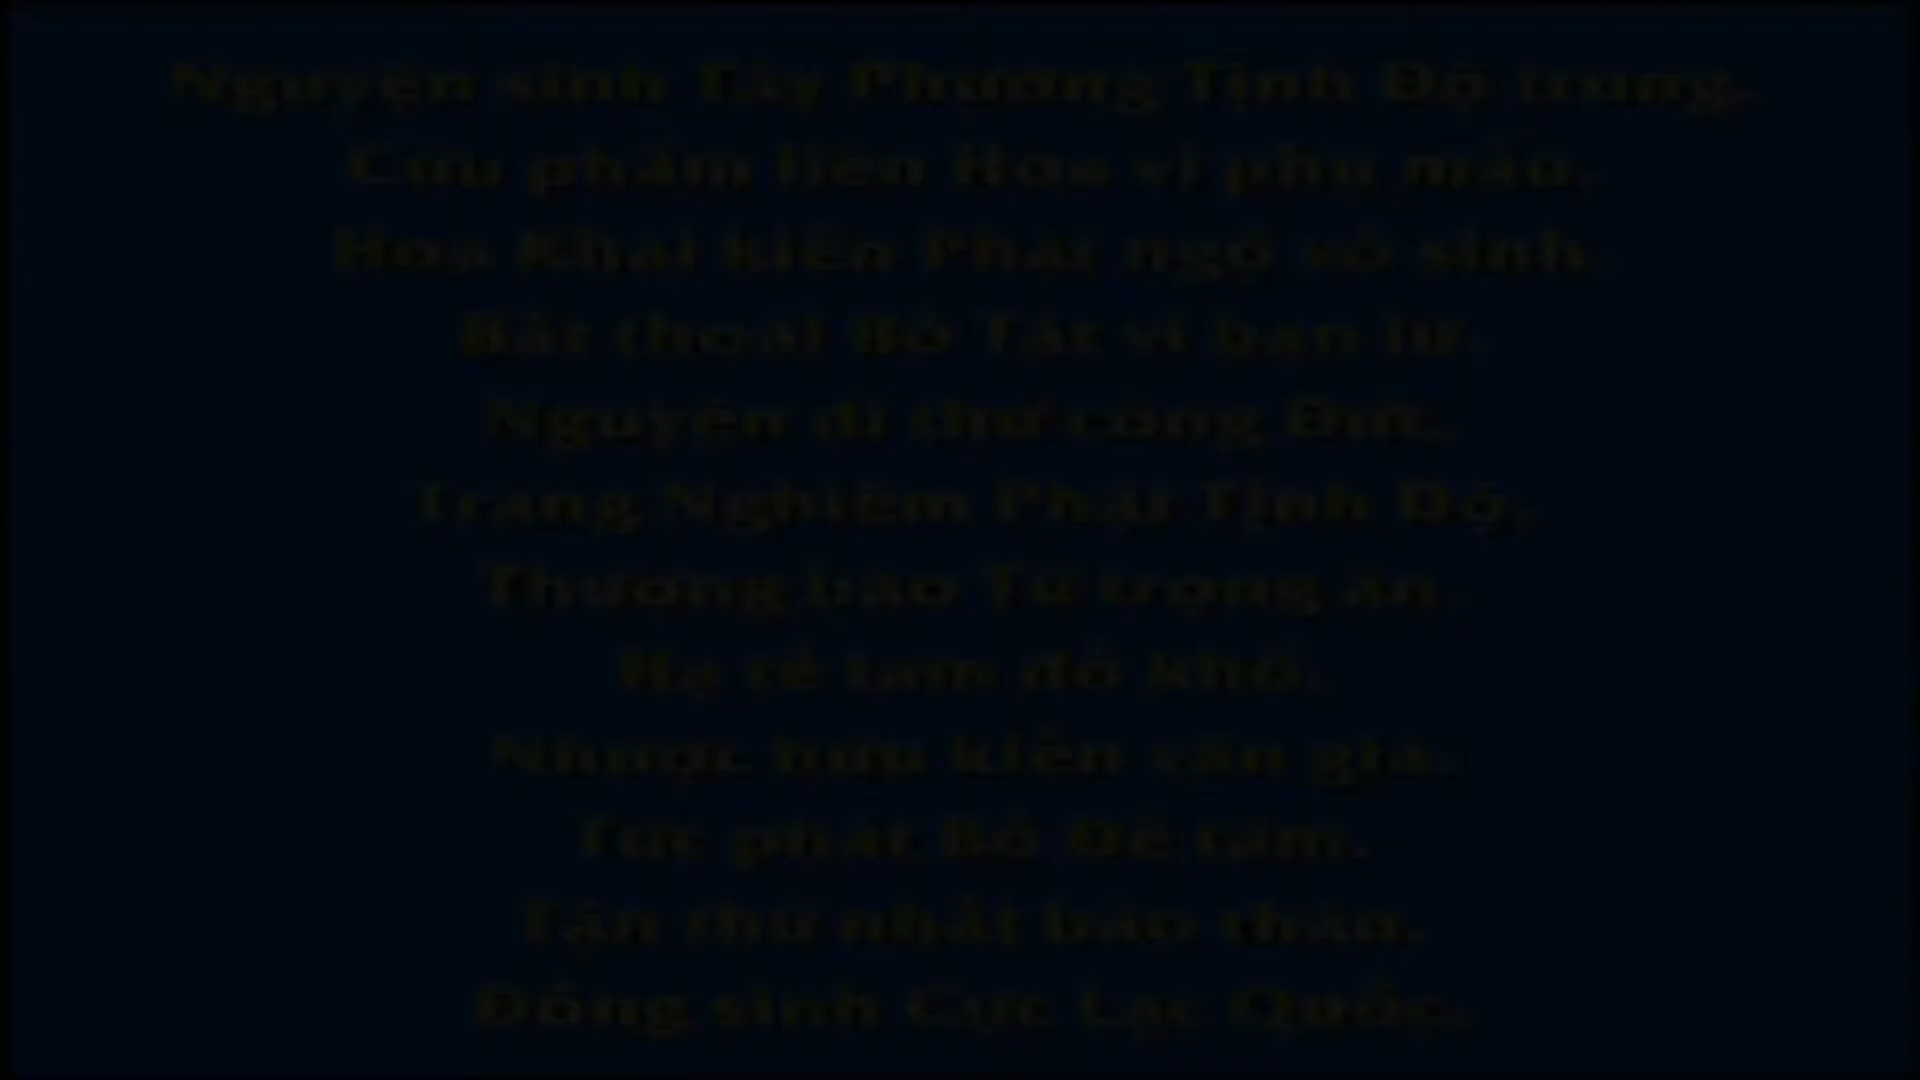 Nguyện sinh Tây Phương Tịnh Độ trung,
Cửu phẩm liên Hoa vi phụ mẫu.
Hoa Khai kiến Phật ngộ vô sinh
Bất thoái Bồ Tát vi bạn lữ.
Nguyện dĩ thử công Đức,
Trang Nghiêm Phật Tịnh Độ,
Thượng báo Tứ trọng ân.
Hạ tế tam đồ khổ.
Nhược hữu kiến văn giả,
Tức phát Bồ Đề tâm.
Tận thử nhất báo thân.
Đồng sinh Cực Lạc Quốc.